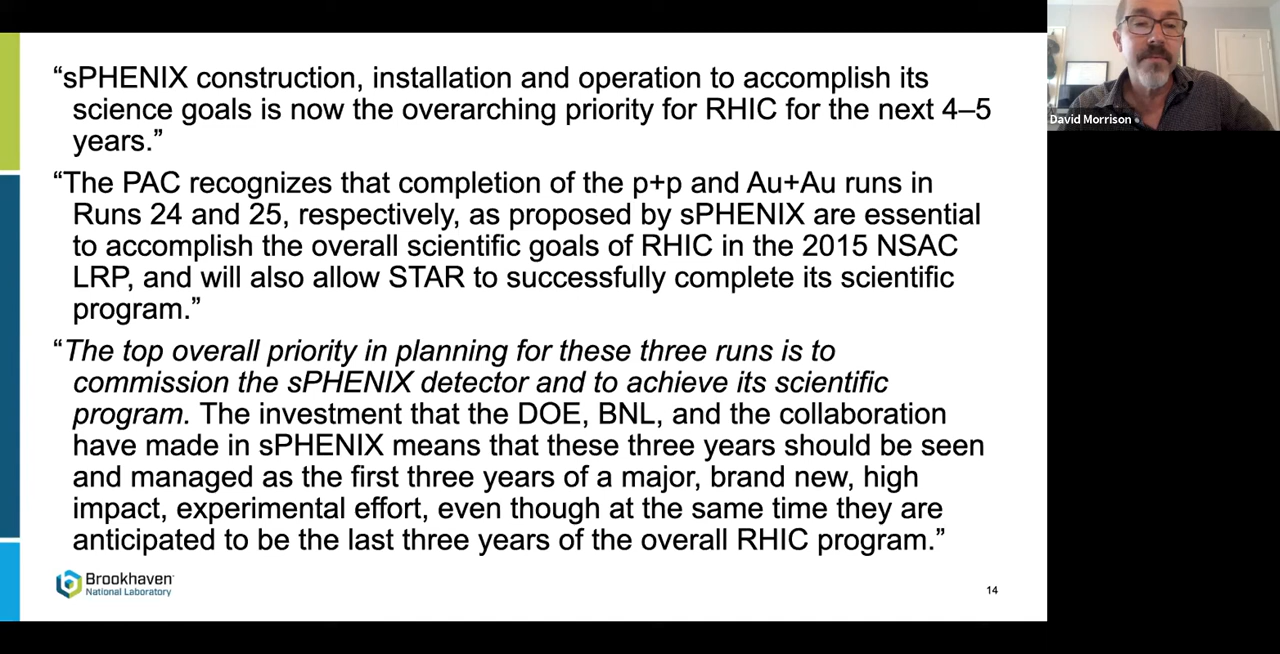 “sPHENIX construction, installation and operation to accomplish its
science goals is now the overarching priority for RHIC for the next 4–5
years.”
“The PAC recognizes that completion of the p+p and Au+Au runs in
Runs 24 and 25, respectively, as proposed by sPHENIX are essential
to accomplish the overall scientific goals of RHIC in the 2015 NSAC
LRP, and will also allow STAR to successfully complete its scientific
program.”
“The top overall priority in planning for these three runs is to
commission the sPHENIX detector and to achieve its scientific
program. The investment that the DOE, BNL, and the collaboration
have made in sPHENIX means that these three years should be seen
and managed as the first three years of a major, brand new, high
impact, experimental effort, even though at the same time they are
anticipated to be the last three years of the overall RHIC program.”
Brookhaven
National Laboratory
14
David Morrison